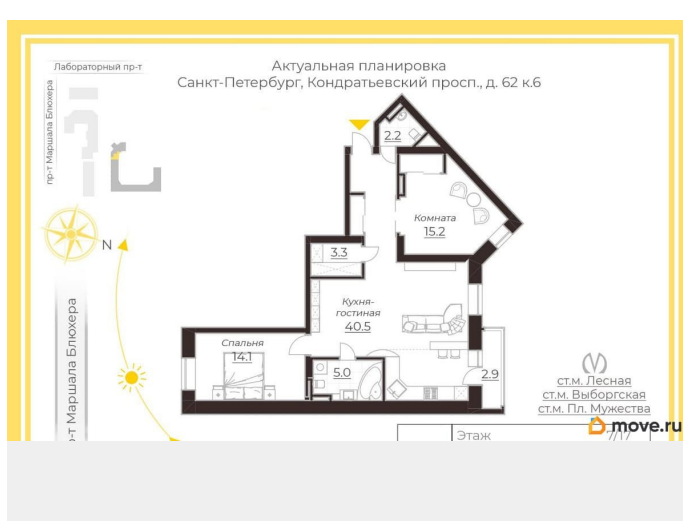 Лабораторный пр-т
Актуальная планировка
Санкт-Петербург, Кондратьевский просп., д. 62 к.6
пр-т Маршала Блюхера
2.2
Комната
15.2
N
3.3
Кухня-
гостиная
40.5
Спальня
14.1
5.0
2.9
-т Маршала Блюхера
ст.м. Лесная
ст.м. Выборгская
ст.м. Пл. Мужества
move.ru
Этаж
7/17